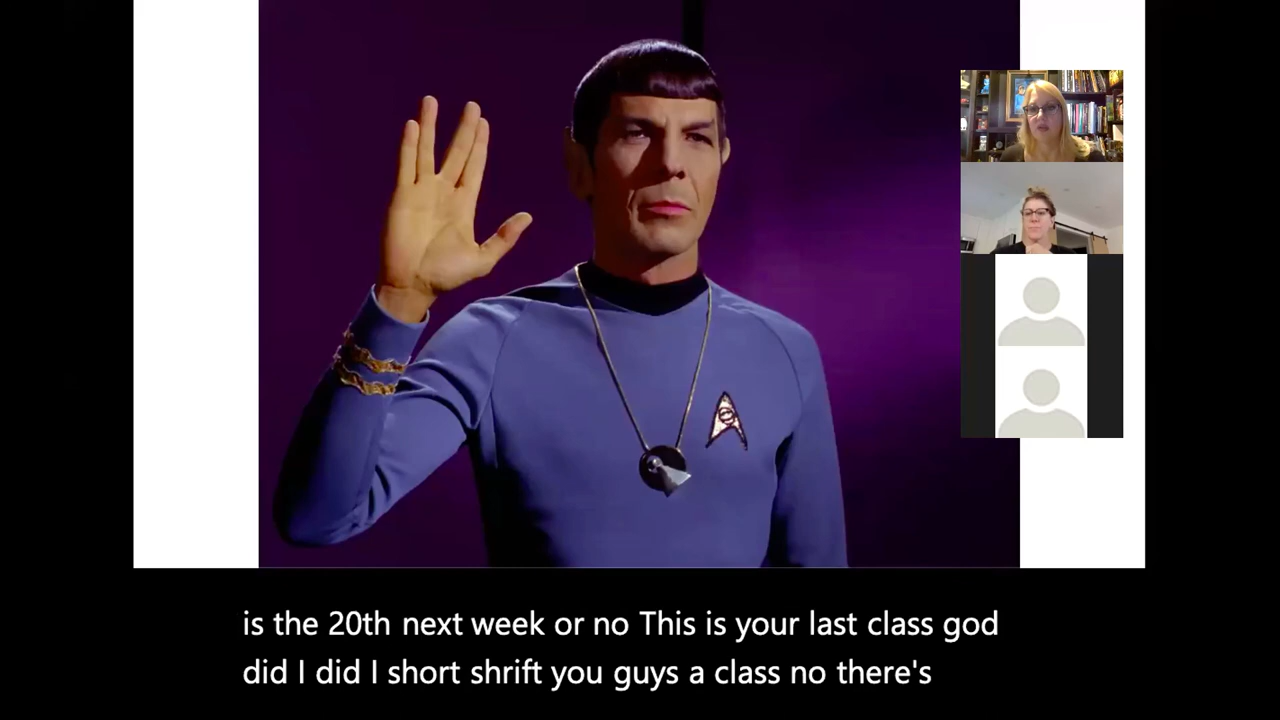 is the 20th next week or no This is your last class god
did I did I short shrift you guys a class no there's